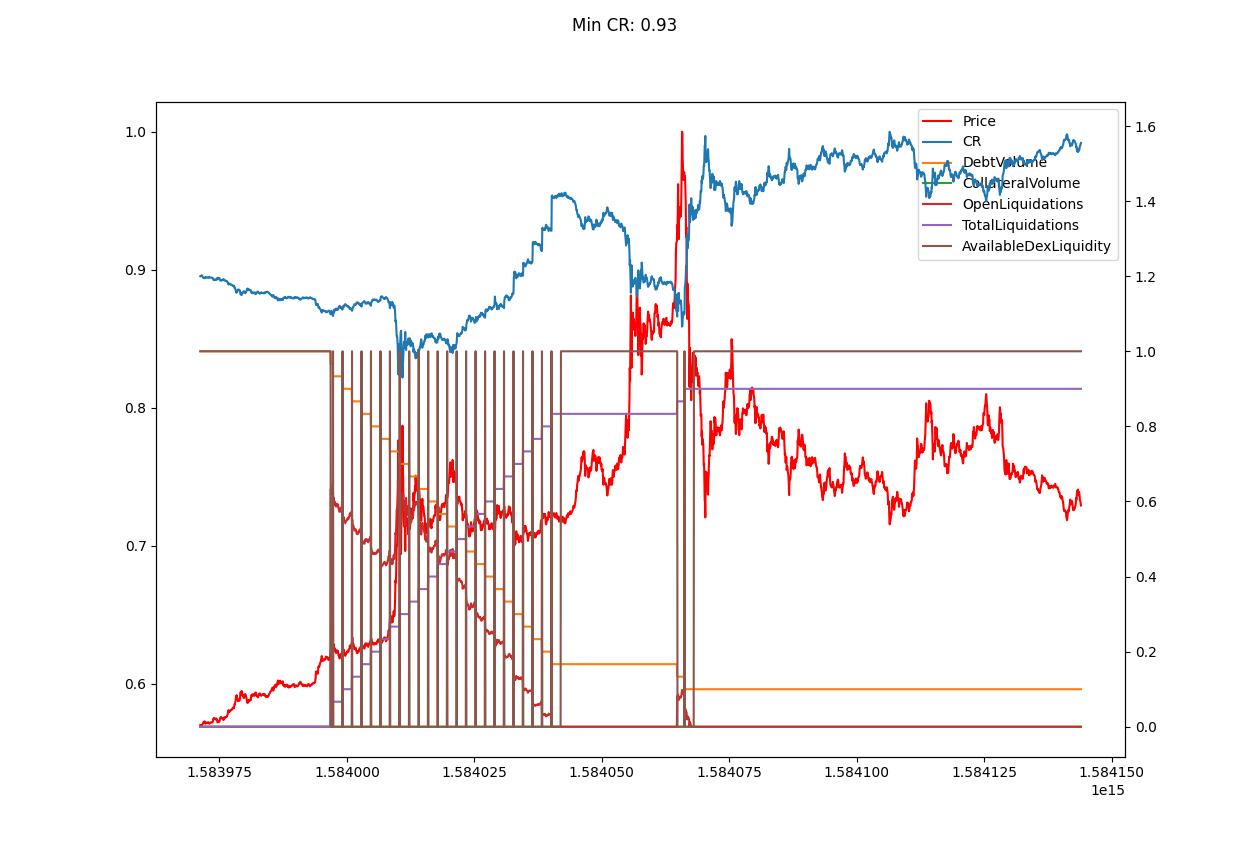 Min CR: 0.93
1.0
0.9
0.8
0.7
0.6
1.6
1.4
1.2
1.0
0.8
0.6
0.4
0.2
0.0
Price
CR
DebtVolume
CollateralVolume
OpenLiquidations
TotalLiquidations
AvailableDexLiquidity
1.583975 1.584000 1.584025 1.584050 1.584075 1.584100 1.584125 1.584150
1e15